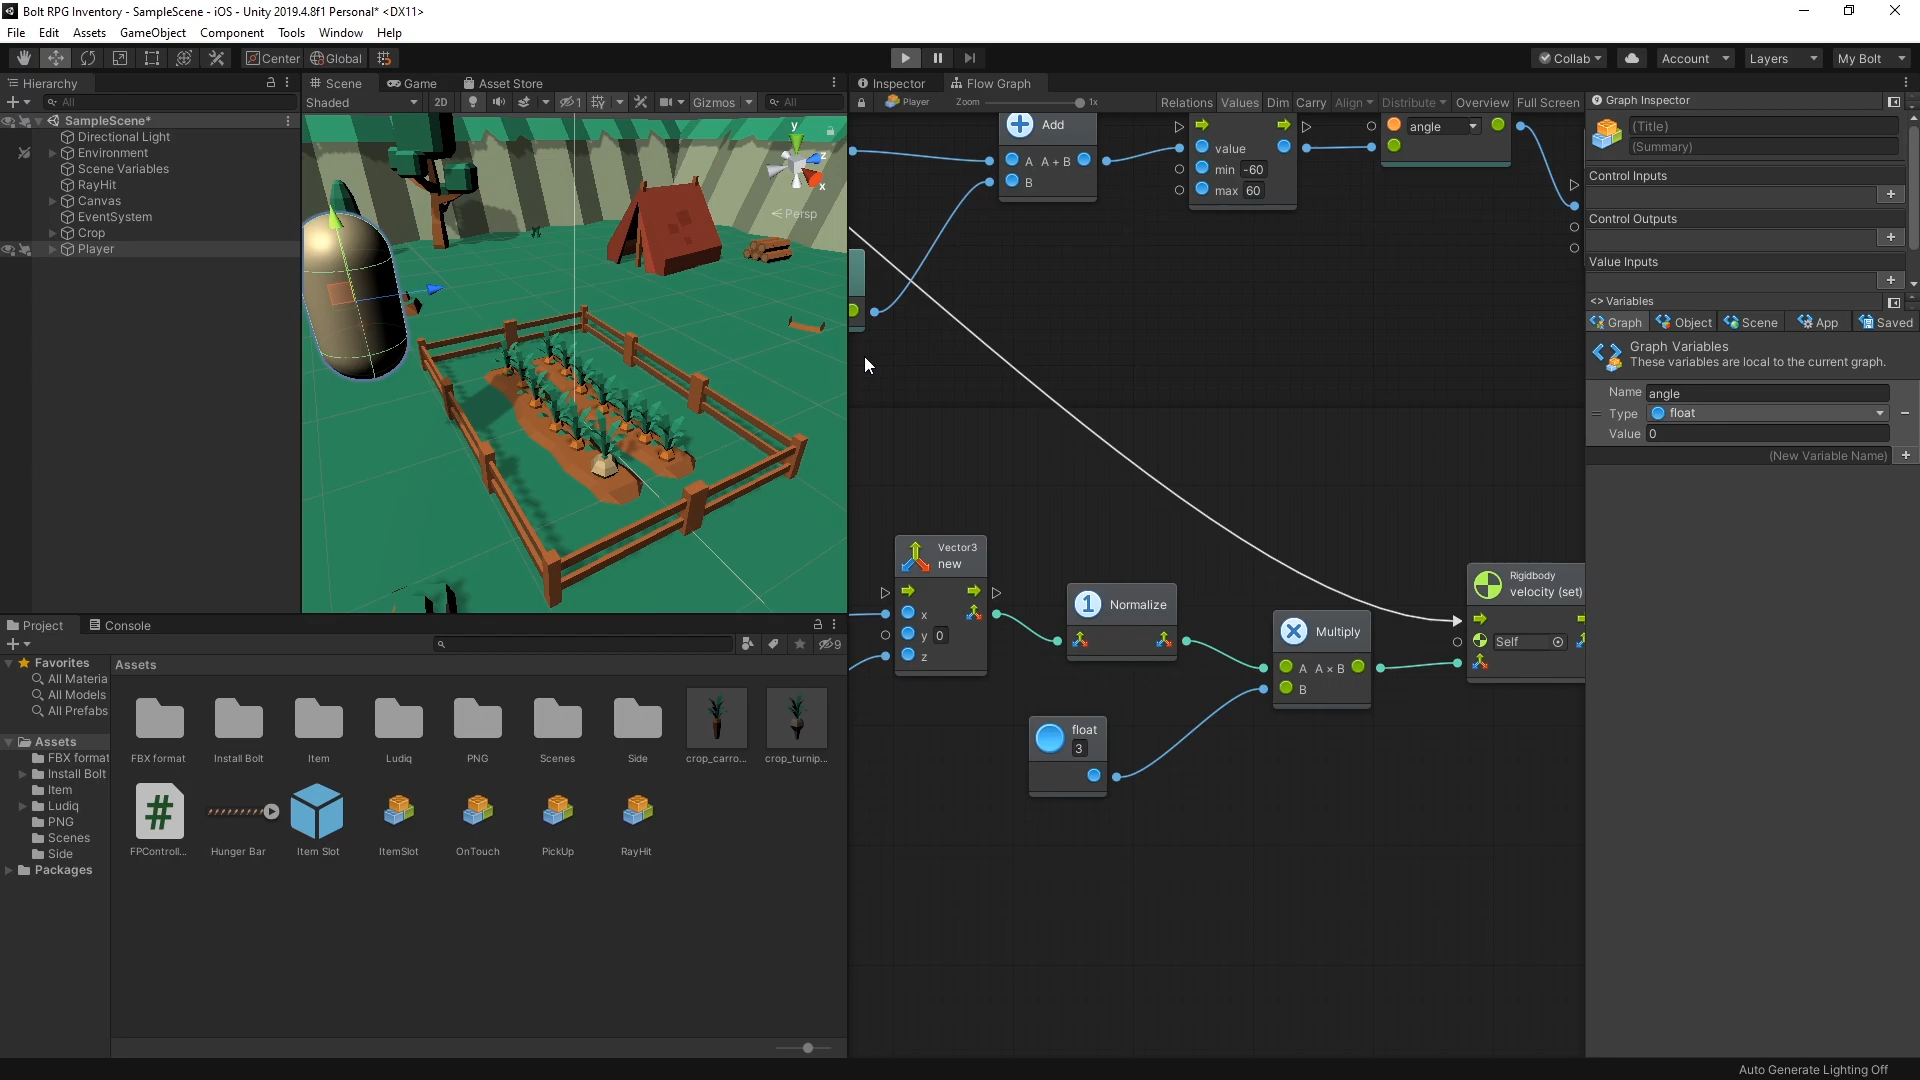 Bolt RPG Inventory - SampleScene - iOS - Unity 2019.4.8f1 Personal* <DX11>
File Edit Assets GameObject Component Tools Window Help
Center Global Collab Account Layers My Bolt
Hierarchy Scene Game Asset Store Inspector Flow Graph
All Shaded 2D 1 Gizmos All Player Zoom 1x Relations Values Dim Carry Align Distribute Overview Full Screen Graph Inspector
SampleScene*
Directional Light
Environment
Scene Variables
RayHit
Canvas
EventSystem
Crop
Player
y
z
x
Persp
Add
A A + B
B
value
min -60
max 60
angle
Vector3
new
x
y 0
z
Normalize
Multiply
A A × B
B
float
3
Rigidbody
velocity (set)
Self
(Title)
(Summary)
Control Inputs
Control Outputs
Value Inputs
<> Variables
Graph Object Scene App Saved
Graph Variables
These variables are local to the current graph.
Name angle
Type float
Value 0
(New Variable Name)
Project Console
9
Favorites
All Materia
All Models
All Prefabs
Assets
FBX format
Install Bolt
Item
Ludiq
PNG
Scenes
Side
Packages
Assets
FBX format Install Bolt Item Ludiq PNG Scenes Side crop_carro... crop_turnip...
FPControll... Hunger Bar Item Slot ItemSlot OnTouch PickUp RayHit
Auto Generate Lighting Off